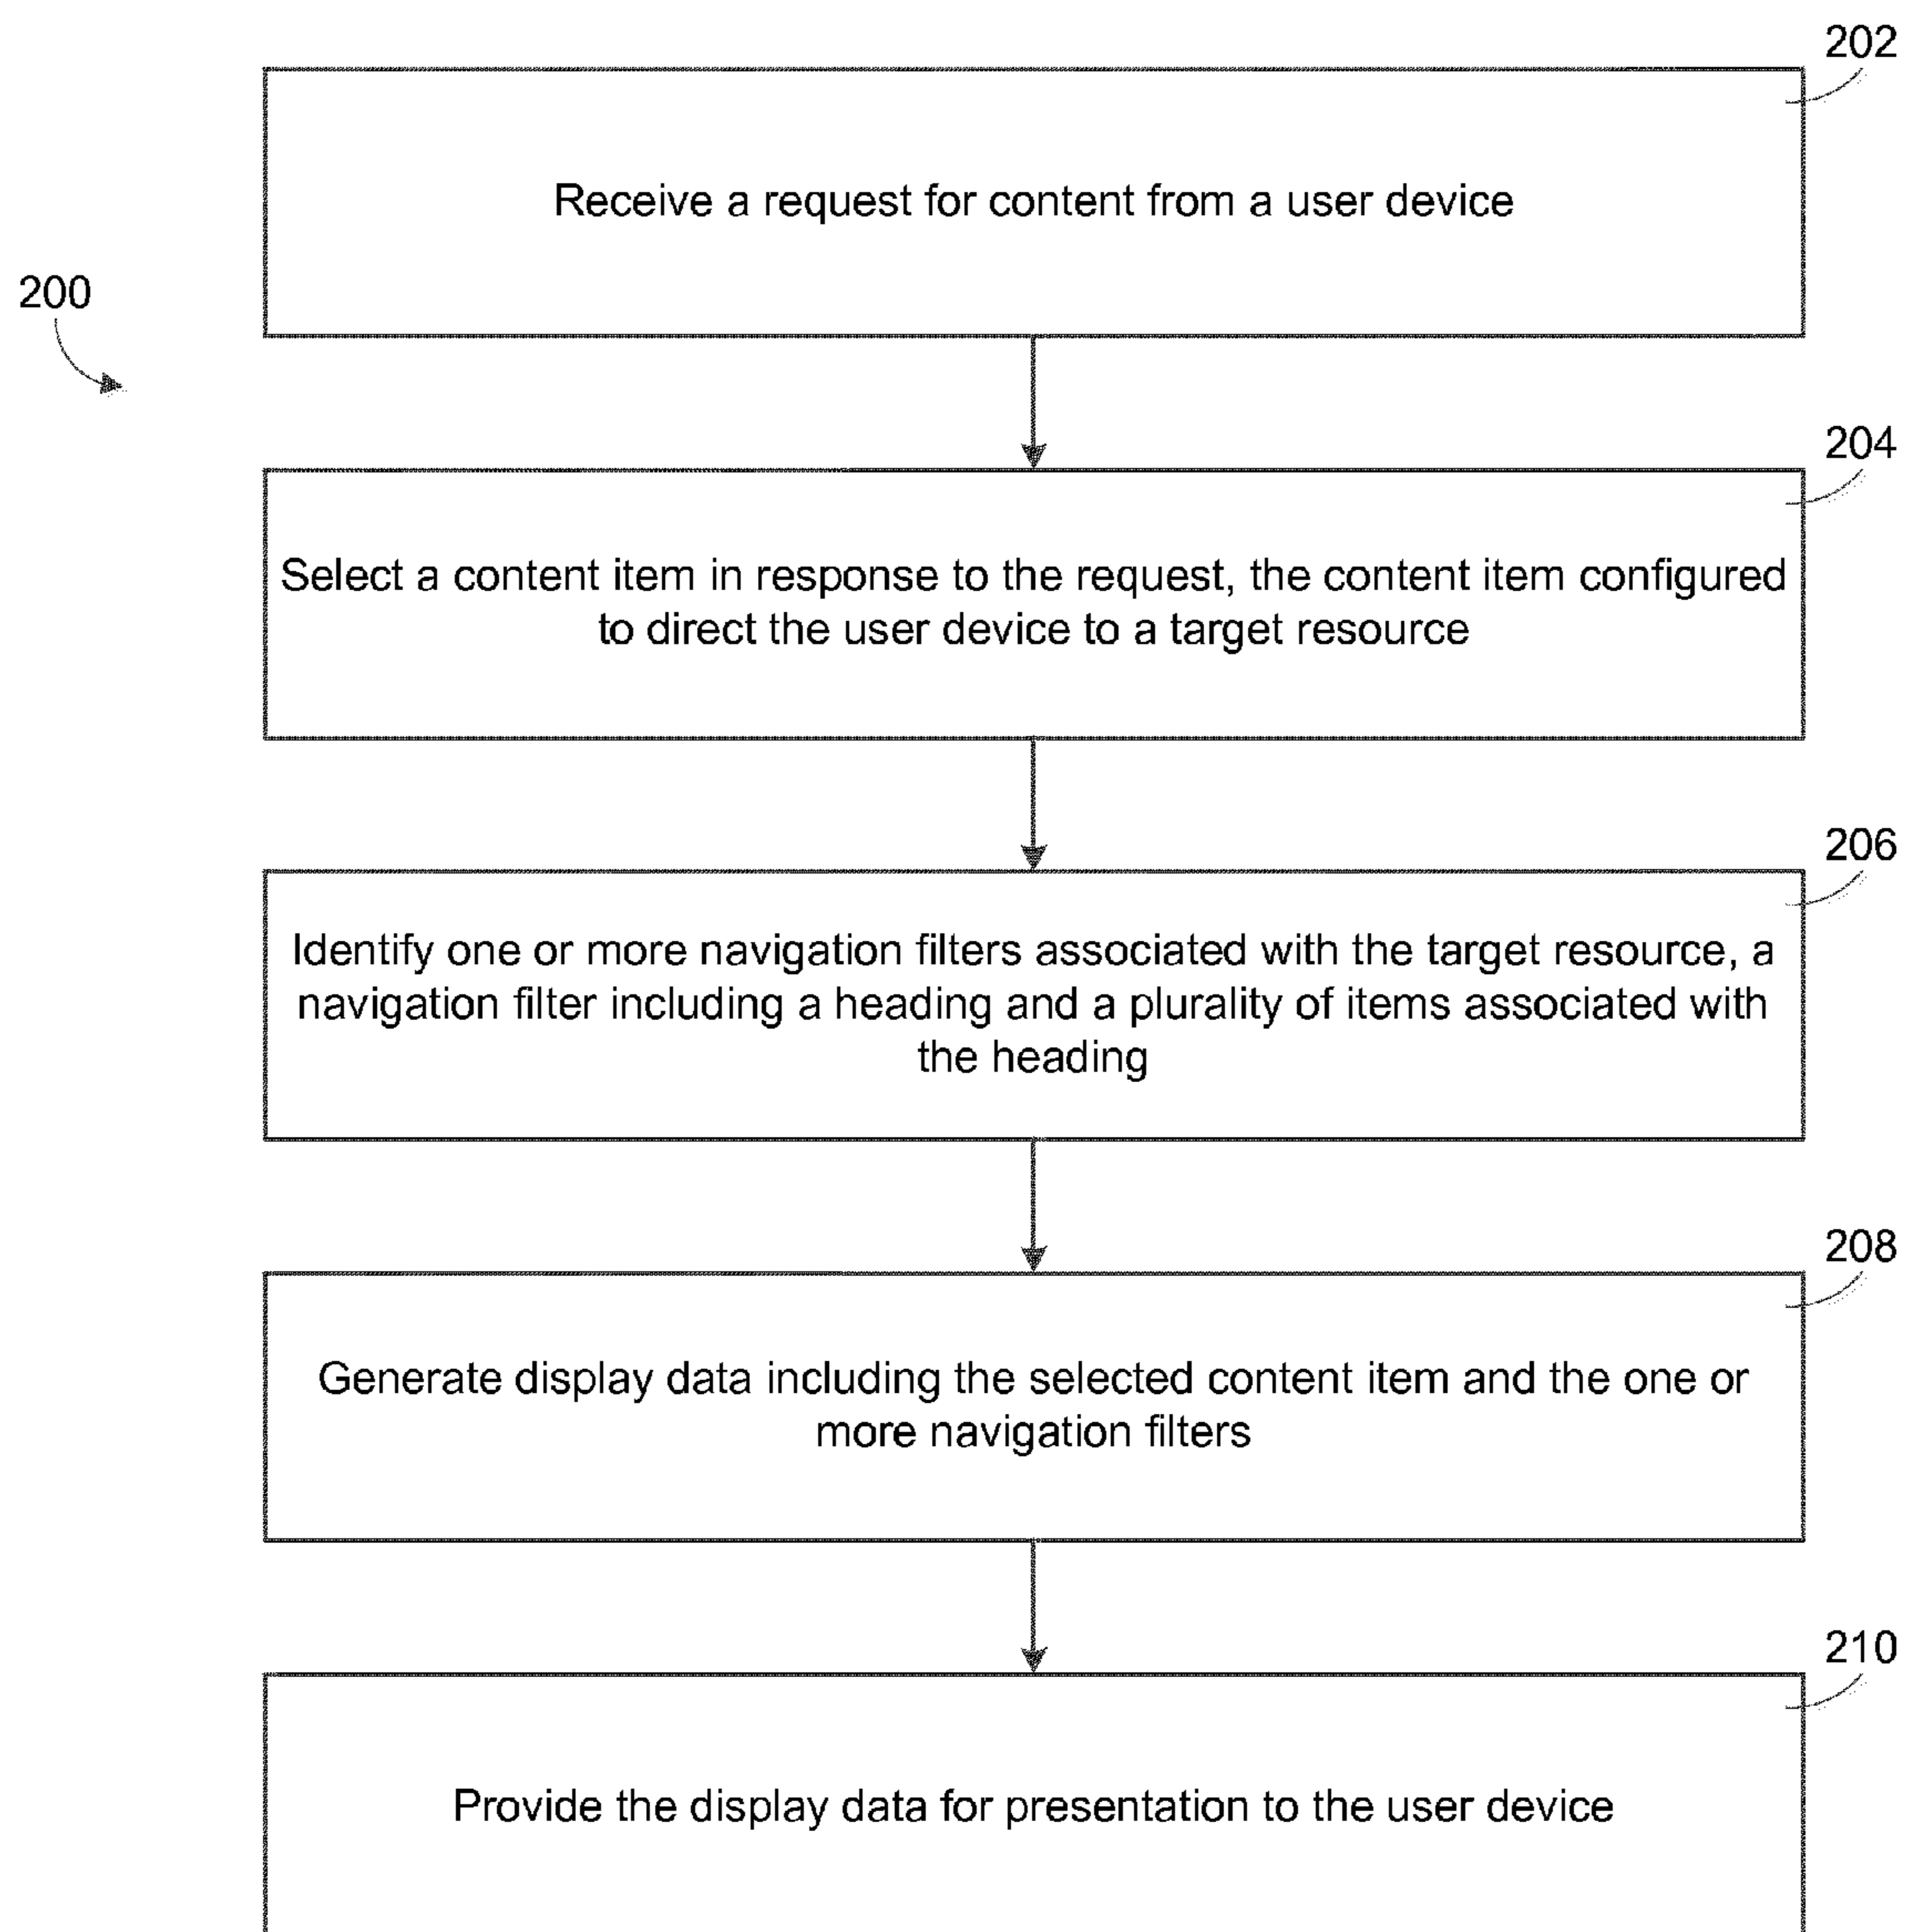 202
Receive a request for content from a user device
200
204
Select a content item in response to the request, the content item configured
to direct the user device to a target resource
206
Identify one or more navigation filters associated with the target resource, a
navigation filter including a heading and a plurality of items associated with
the heading
208
Generate display data including the selected content item and the one or
more navigation filters
210
Provide the display data for presentation to the user device